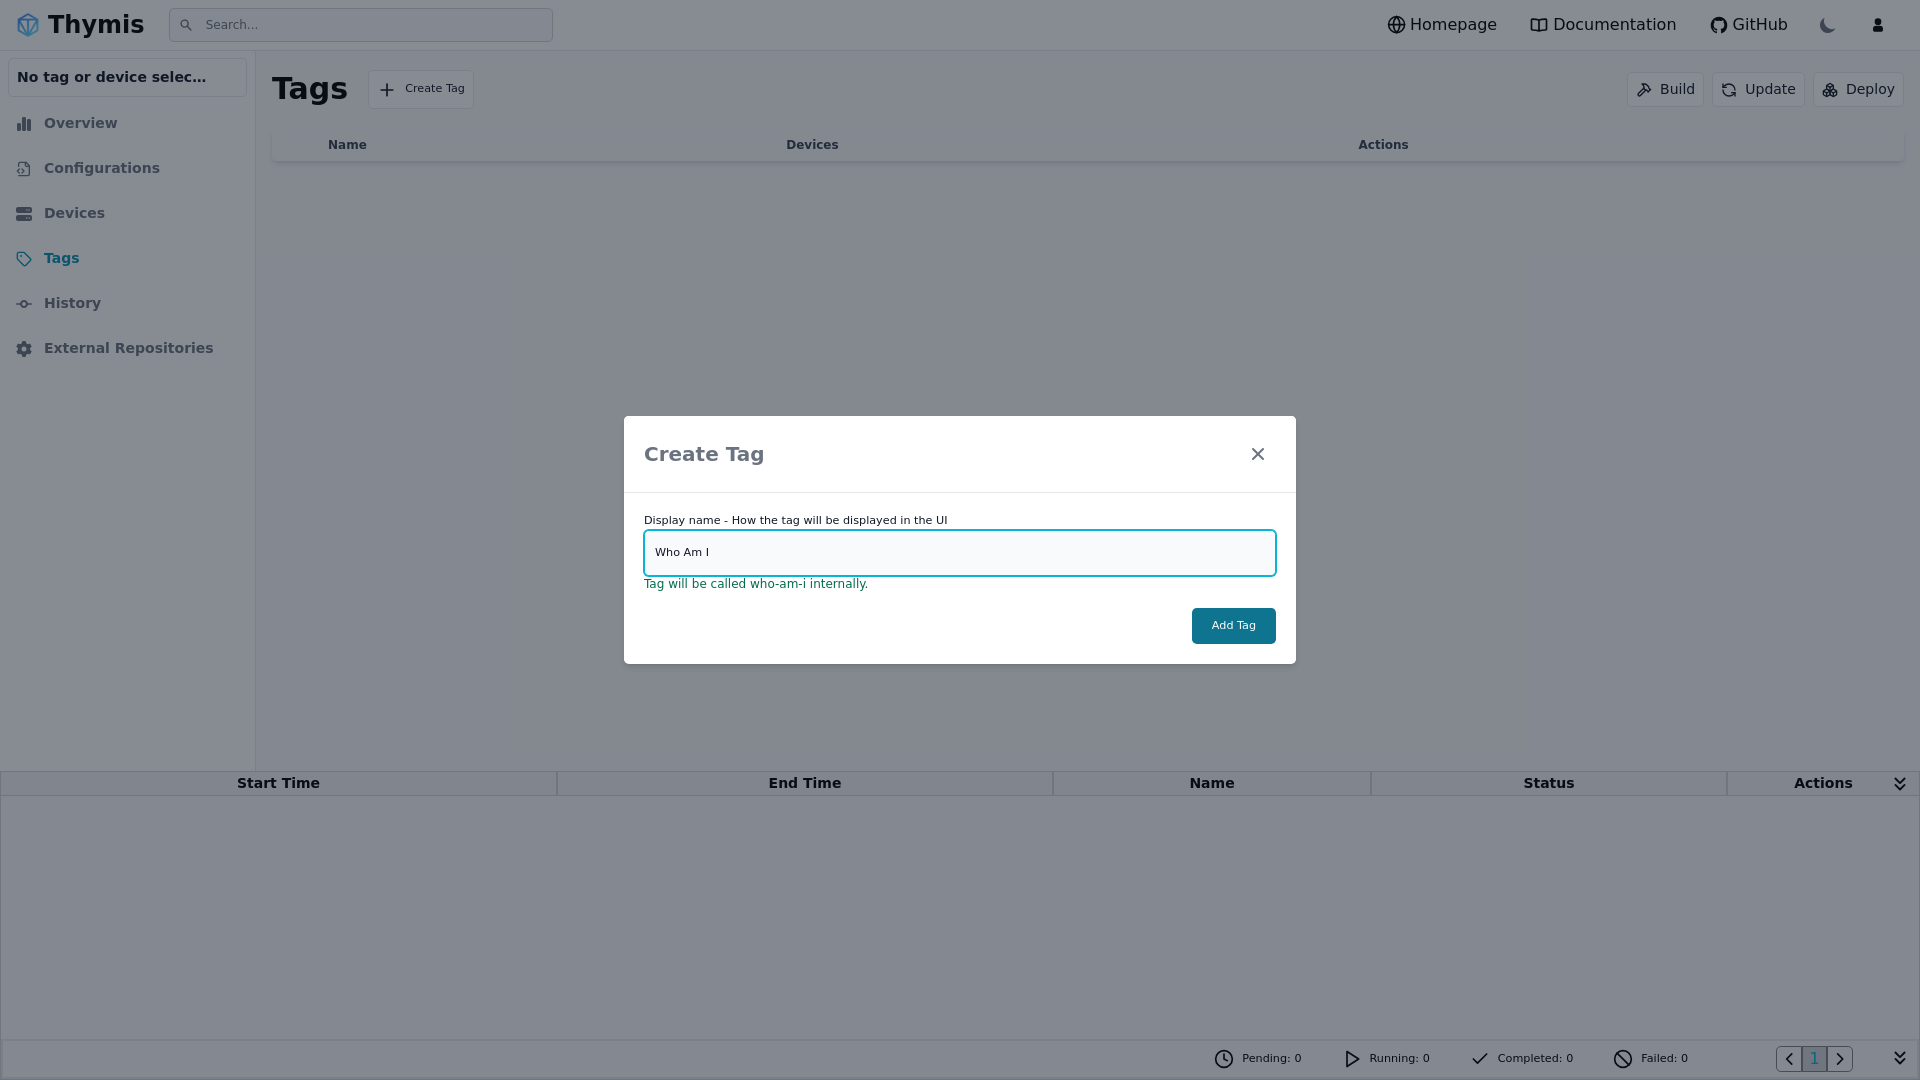 Thymis
Search...
Homepage
Documentation
GitHub
No tag or device selec...
Overview
Configurations
Devices
Tags
History
External Repositories
Tags
Create Tag
Build
Update
Deploy
Name Devices Actions
Create Tag
Display name - How the tag will be displayed in the UI
Who Am I
Tag will be called who-am-i internally.
Add Tag
Start Time End Time Name Status Actions
Pending: 0 Running: 0 Completed: 0 Failed: 0 1